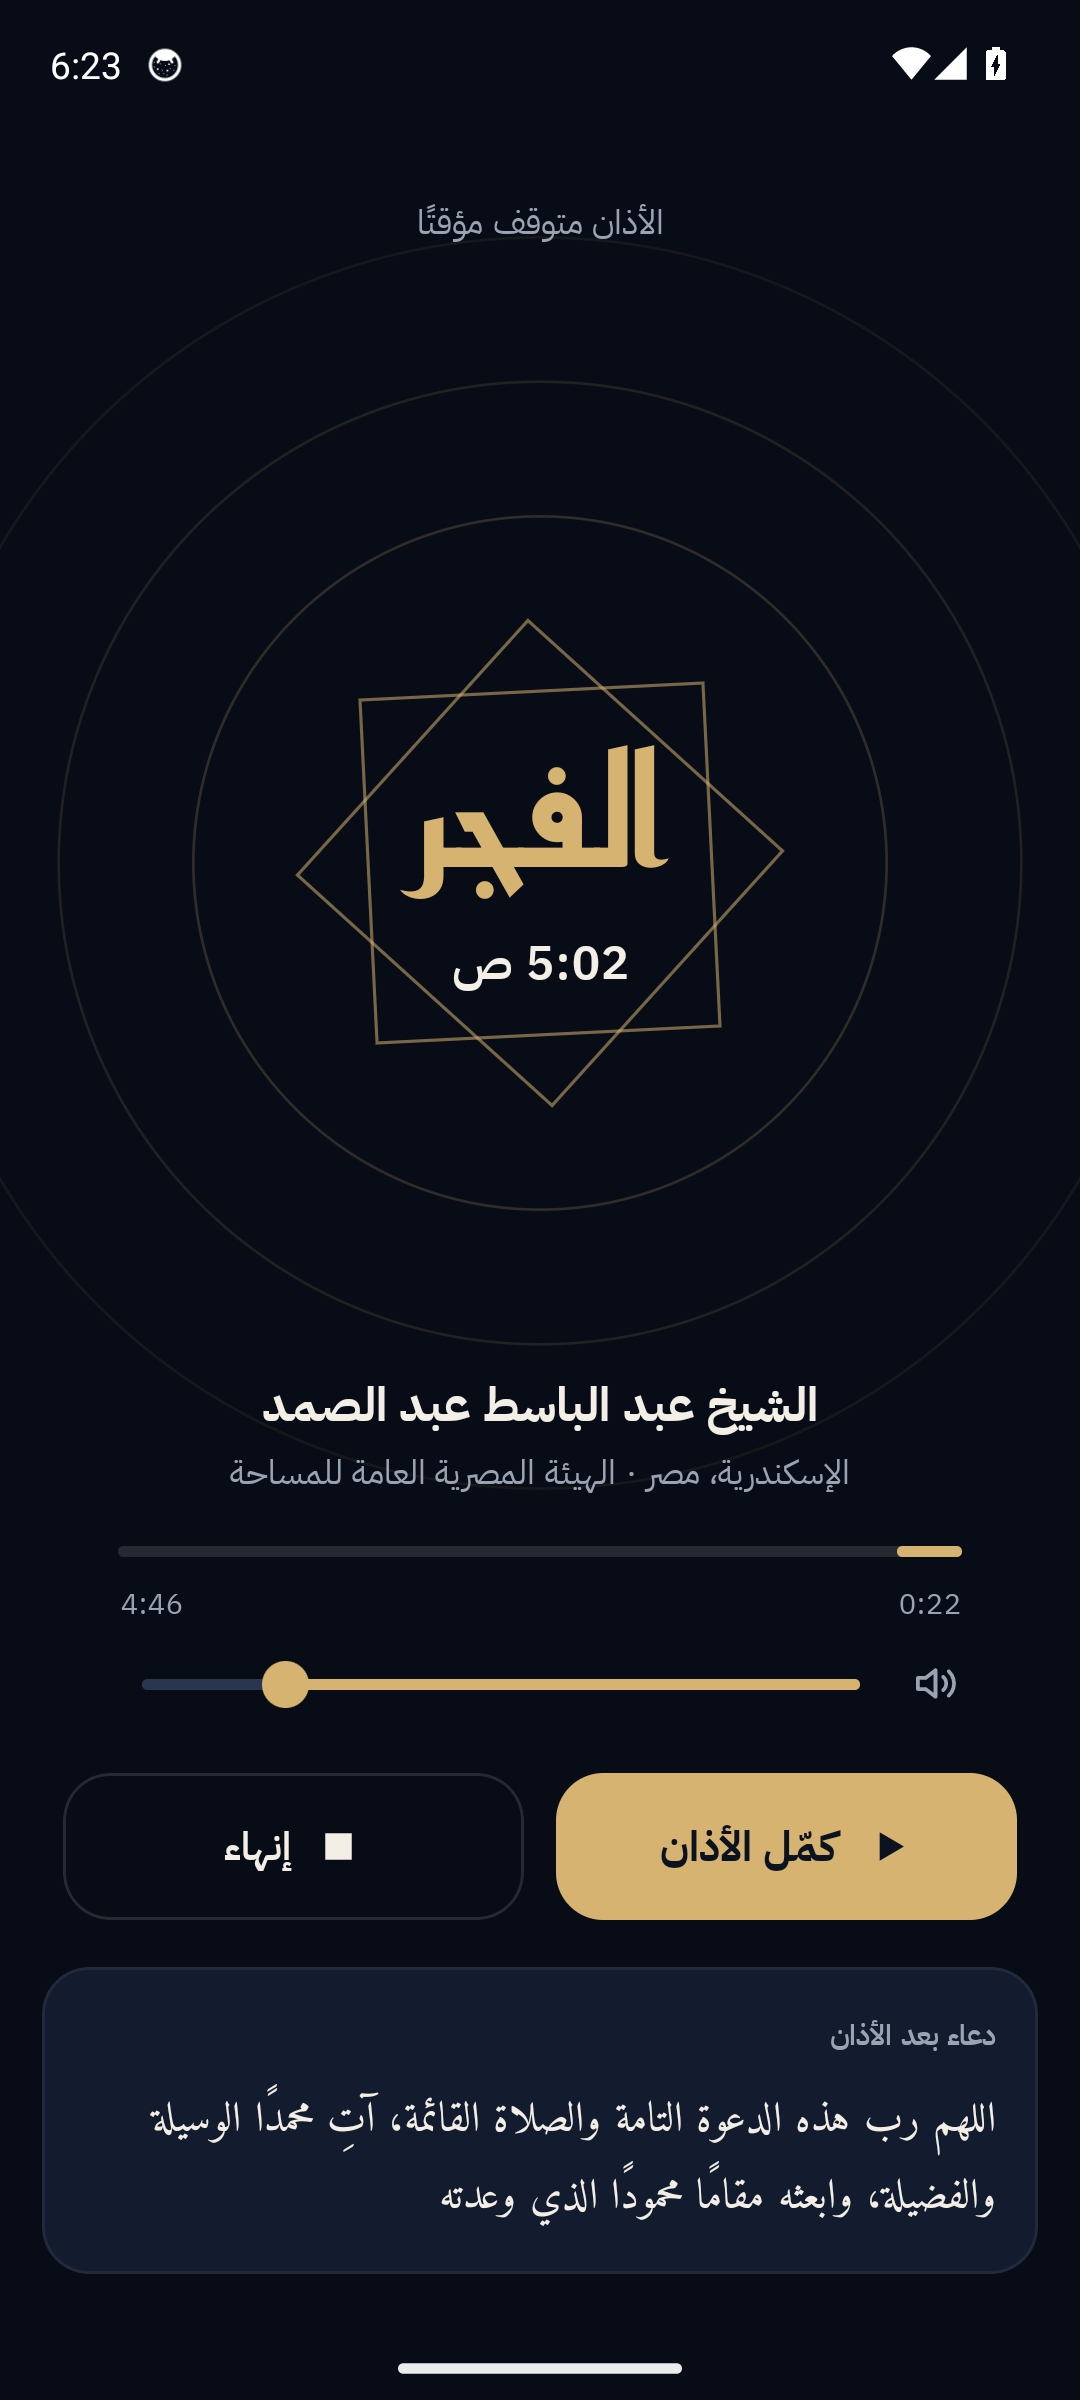 6:23
الأذان متوقف مؤقتًا
الفجر
5:02 ص
الشيخ عبد الباسط عبد الصمد
الإسكندرية، مصر · الهيئة المصرية العامة للمساحة
0:22
4:46
كمّل الأذان
إنهاء
دعاء بعد الأذان
اللهم رب هذه الدعوة التامة والصلاة القائمة، آتِ محمدًا الوسيلة
والفضيلة، وابعثه مقامًا محمودًا الذي وعدته